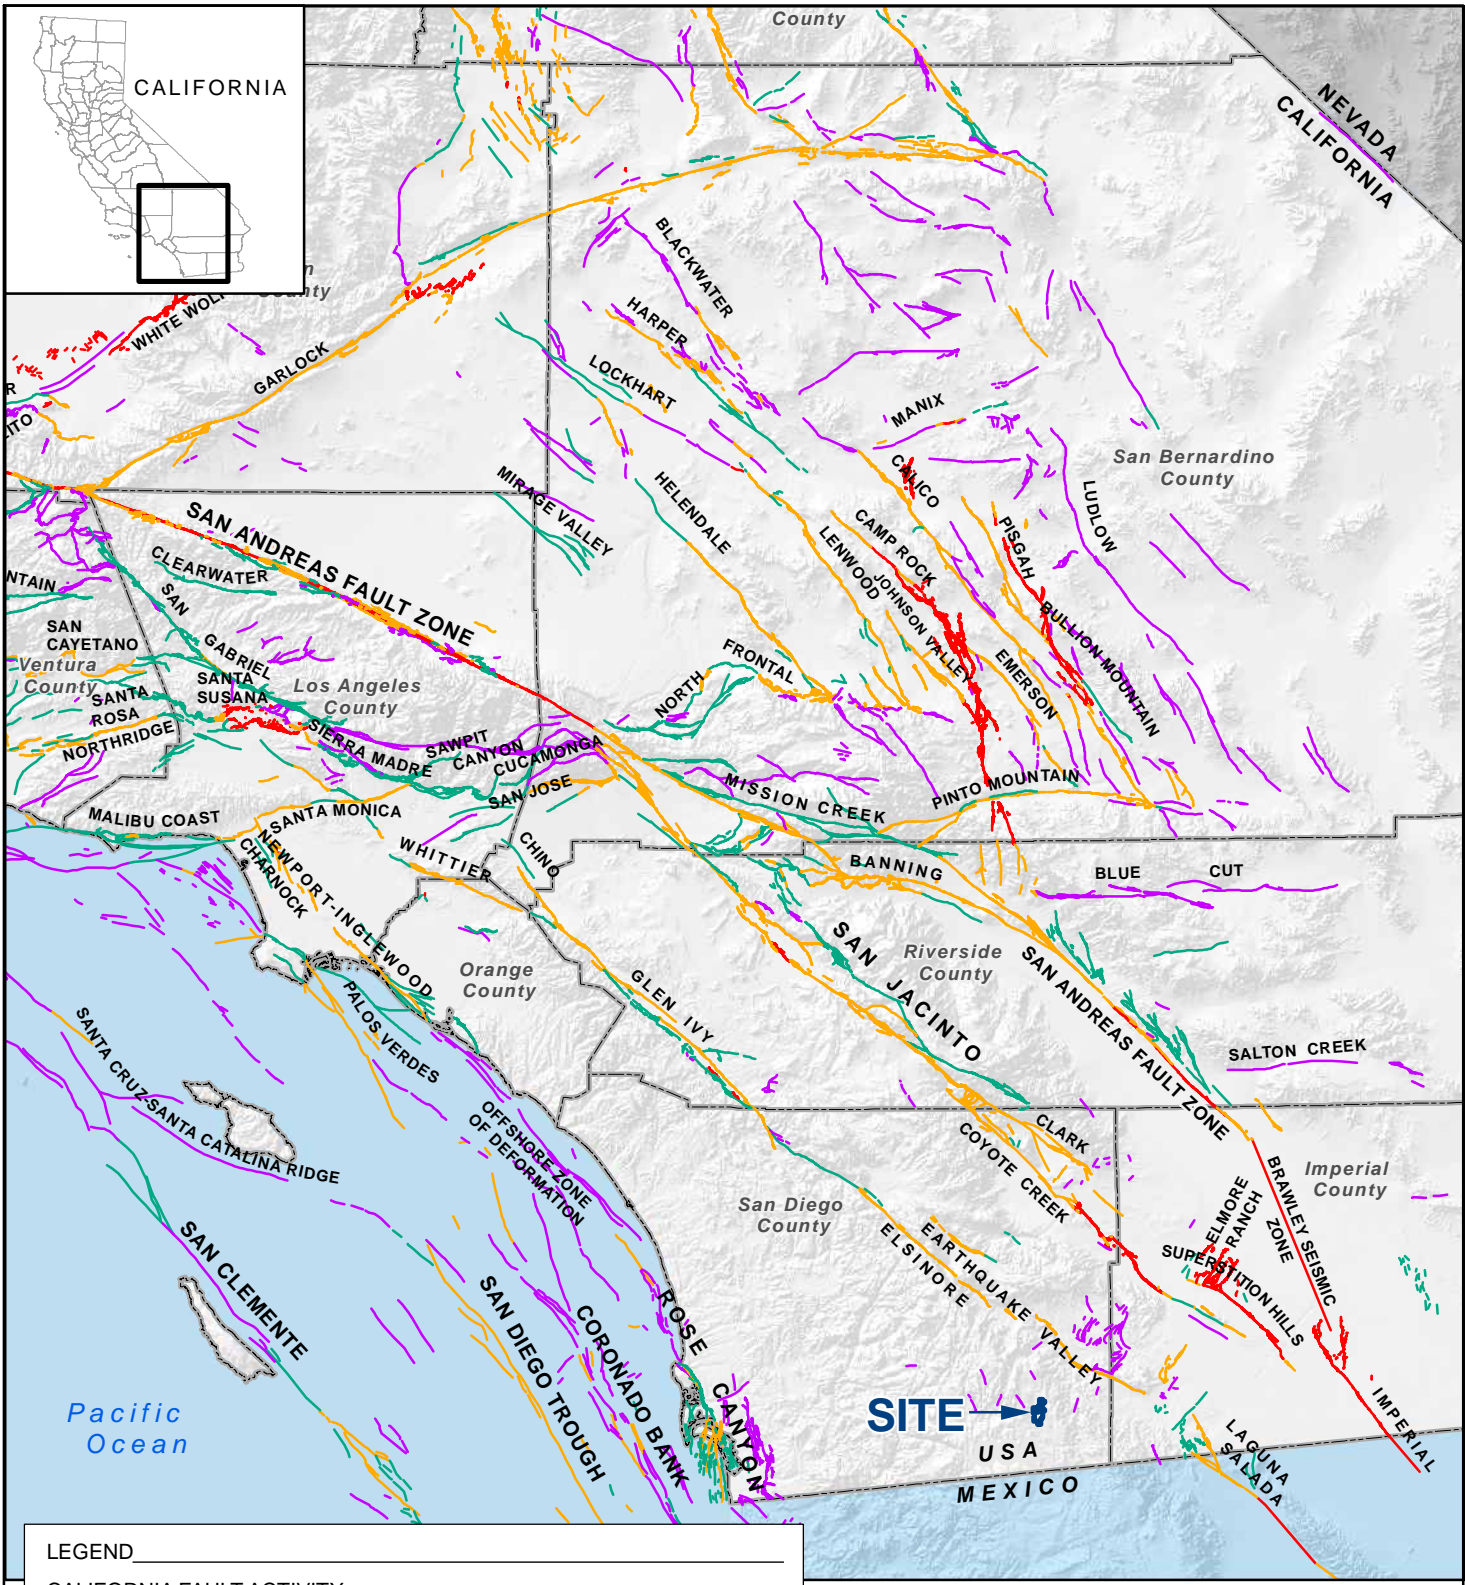 County
CALIFORNIA
NEVADA
CALIFORNIA
WHITE WOLF
GARLOCK
BLACKWATER
HARPER
LOCKHART
MANIX
San Bernardino
County
CALICO
LUDLOW
MIRAGE VALLEY
HELENDALE
PISGAH
CAMP ROCK
LENWOOD
JOHNSON VALLEY
BULLION MOUNTAIN
EMERSON
SAN ANDREAS FAULT ZONE
CLEARWATER
SAN
GABRIEL
SAN
CAYETANO
Ventura
County
SANTA
ROSA
NORTHRIDGE
SANTA
SUSANA
Los Angeles
County
SIERRA MADRE
SAWPIT
CANYON
CUCAMONGA
SAN JOSE
NORTH
FRONTAL
MISSION CREEK
PINTO MOUNTAIN
MALIBU COAST
SANTA MONICA
WHITTIER
CHINO
BANNING
BLUE CUT
NEWPORT-INGLEWOOD
CHARNOCK
Orange
County
SAN JACINTO
Riverside
County
GLEN IVY
PALOS VERDES
SAN ANDREAS FAULT ZONE
SALTON CREEK
SANTA CRUZ-SANTA CATALINA RIDGE
OFFSHORE ZONE
OF DEFORMATION
CLARK
COYOTE CREEK
San Diego
County
Imperial
County
BRAWLEY SEISMIC
ZONE
ELMORE
RANCH
SUPERSTITION HILLS
EARTHQUAKE VALLEY
ELSINORE
SAN CLEMENTE
SAN DIEGO TROUGH
CORONADO BANK
ROSE CANYON
SITE
USA
MEXICO
IMPERIAL
LAGUNA
SALADA
Pacific
Ocean
LEGEND
CALIFORNIA FAULT ACTIVITY